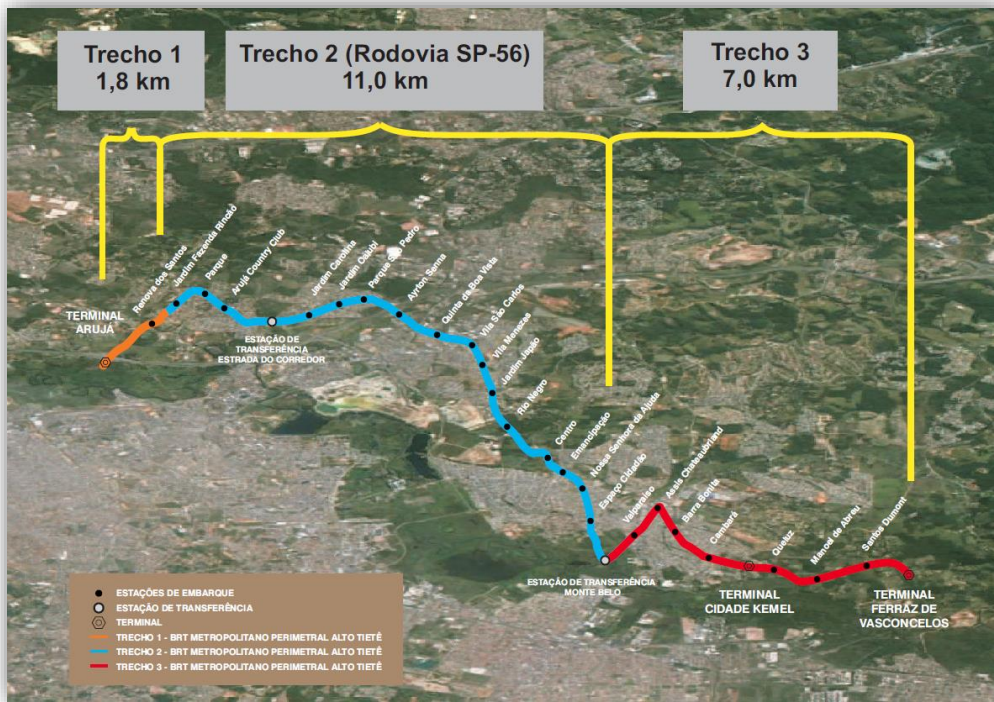 Trecho 1
1,8 km
Trecho 2 (Rodovia SP-56)
11,0 km
Trecho 3
7,0 km
TERMINAL
ARUJÁ
Renova dos Santos
Jardim Fazenda Rincão
Parque
Arujá Country Club
ESTAÇÃO DE
TRANSFERÊNCIA
ESTRADA DO CORREDOR
Jardim Carolina
Jardim Odubi
Parque São Pedro
Ayrton Senna
Quinta da Boa Vista
Vila São Carlos
Vila Menezes
Jardim Japão
Rio Negro
Centro
Emancipação
Nossa Senhora da Ajuda
Espaço Cidadão
ESTAÇÃO DE TRANSFERÊNCIA
MONTE BELO
Valparaíso
Assis Chateaubriand
Barra Bonita
Cambará
TERMINAL
CIDADE KEMEL
Queluz
Manoel de Abreu
Santos Dumont
TERMINAL
FERRAZ DE
VASCONCELOS
ESTAÇÕES DE EMBARQUE
ESTAÇÃO DE TRANSFERÊNCIA
TERMINAL
TRECHO 1 - BRT METROPOLITANO PERIMETRAL ALTO TIETÊ
TRECHO 2 - BRT METROPOLITANO PERIMETRAL ALTO TIETÊ
TRECHO 3 - BRT METROPOLITANO PERIMETRAL ALTO TIETÊ